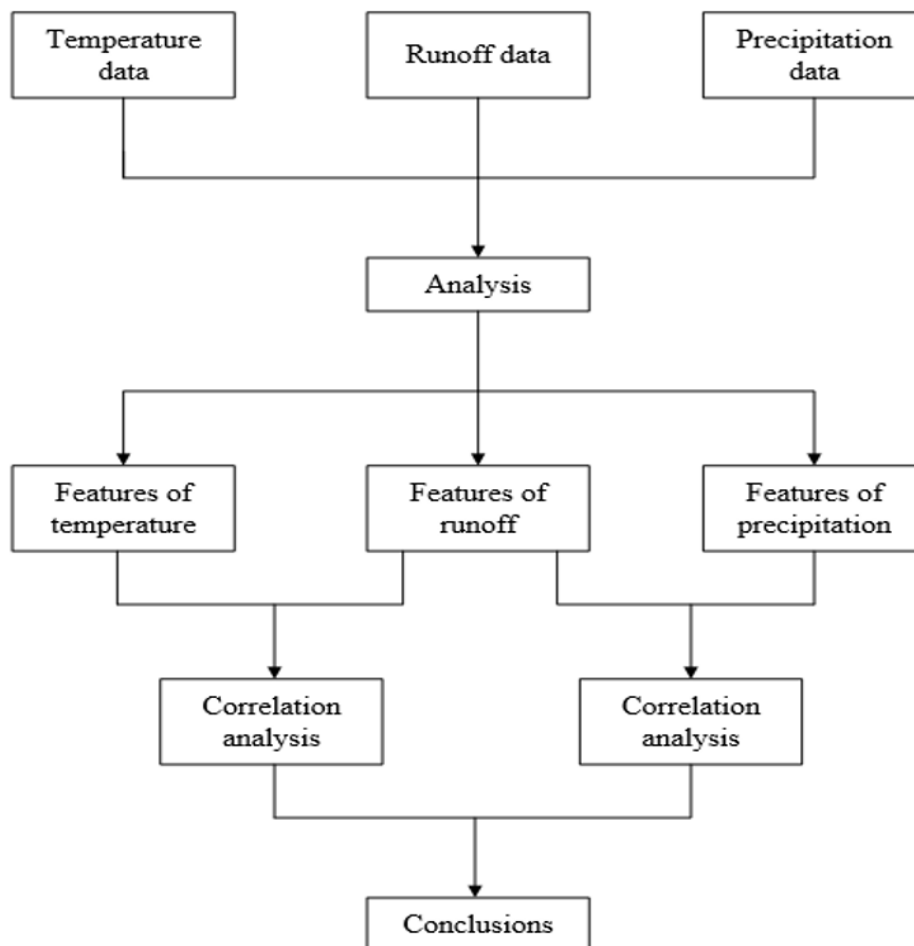 Temperature
data
Runoff data
Precipitation
data
Analysis
Features of
temperature
Features of
runoff
Features of
precipitation
Correlation
analysis
Correlation
analysis
Conclusions